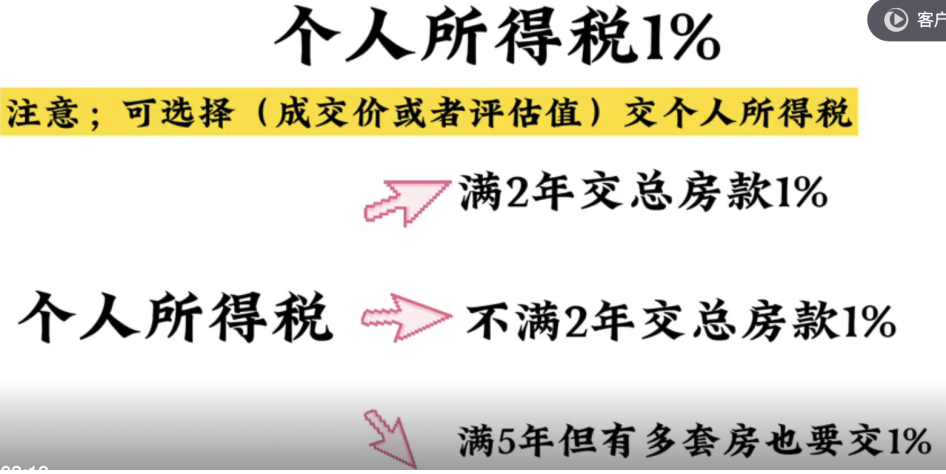 个人所得税1%
客户
注意；可选择（成交价或者评估值）交个人所得税
满2年交总房款1%
个人所得税
不满2年交总房款1%
满5年但有多套房也要交1%